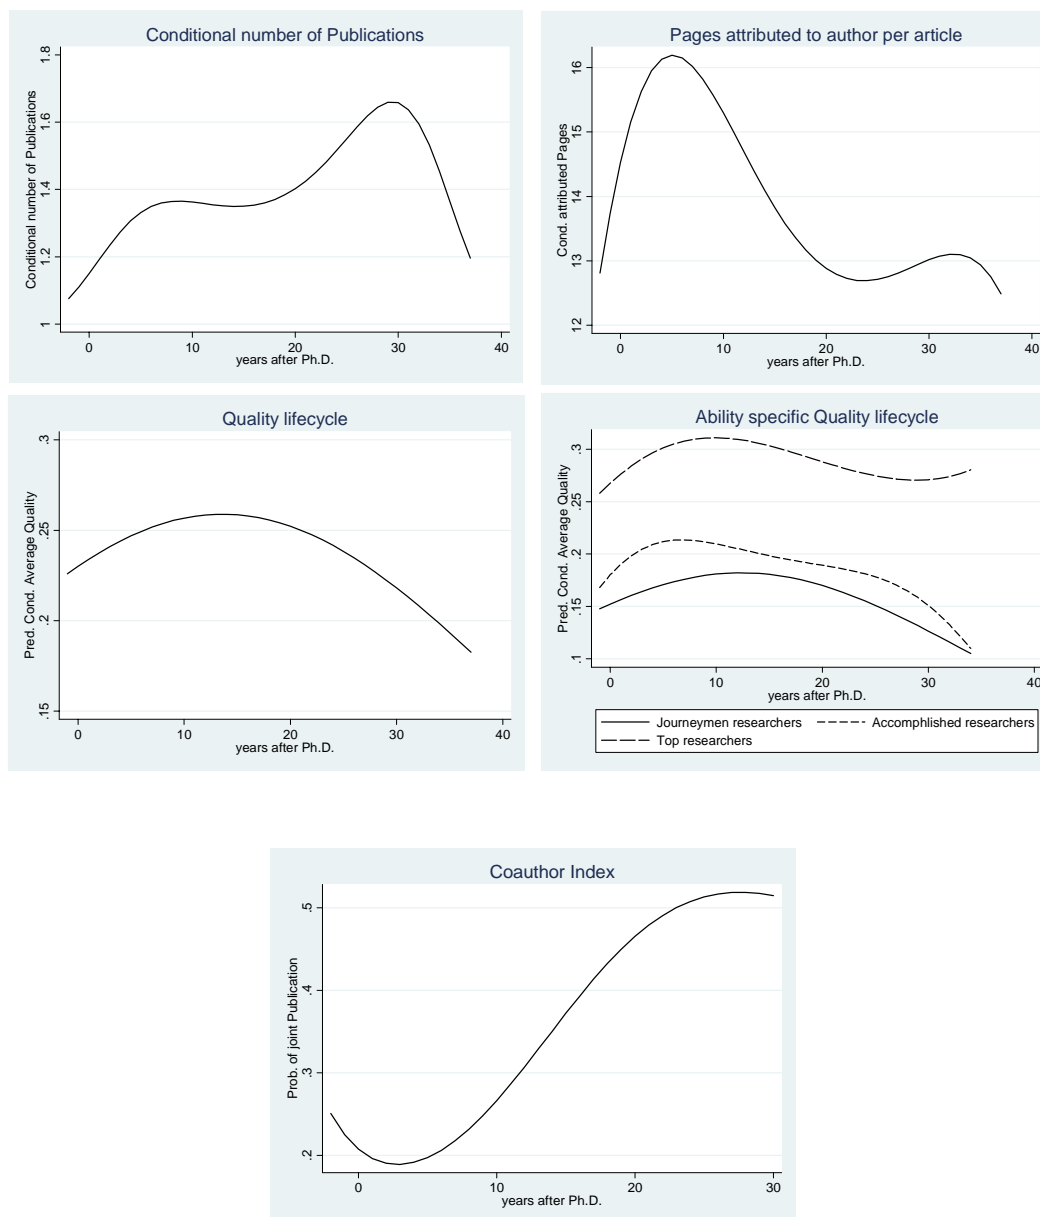 Conditional number of Publications
Conditional number of Publications
1 1.2 1.4 1.6 1.8
0 10 20 30 40
years after Ph.D.
Pages attributed to author per article
Cond. attributed Pages
12 13 14 15 16
0 10 20 30 40
years after Ph.D.
Quality lifecycle
Pred. Cond. Average Quality
.15 .2 .25 .3
0 10 20 30 40
years after Ph.D.
Ability specific Quality lifecycle
Pred. Cond. Average Quality
.1 .15 .2 .25 .3
0 10 20 30 40
years after Ph.D.
Journeymen researchers Accomphlished researchers
Top researchers
Coauthor Index
Prob. of joint Publication
.2 .3 .4 .5
0 10 20 30
years after Ph.D.